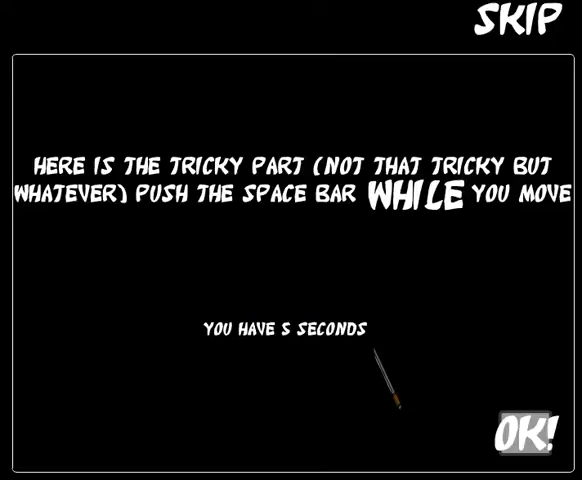 SKIP
HERE IS THE TRICKY PART (NOT THAT TRICKY BUT
WHATEVER) PUSH THE SPACE BAR WHILE YOU MOVE
YOU HAVE 5 SECONDS
OK!